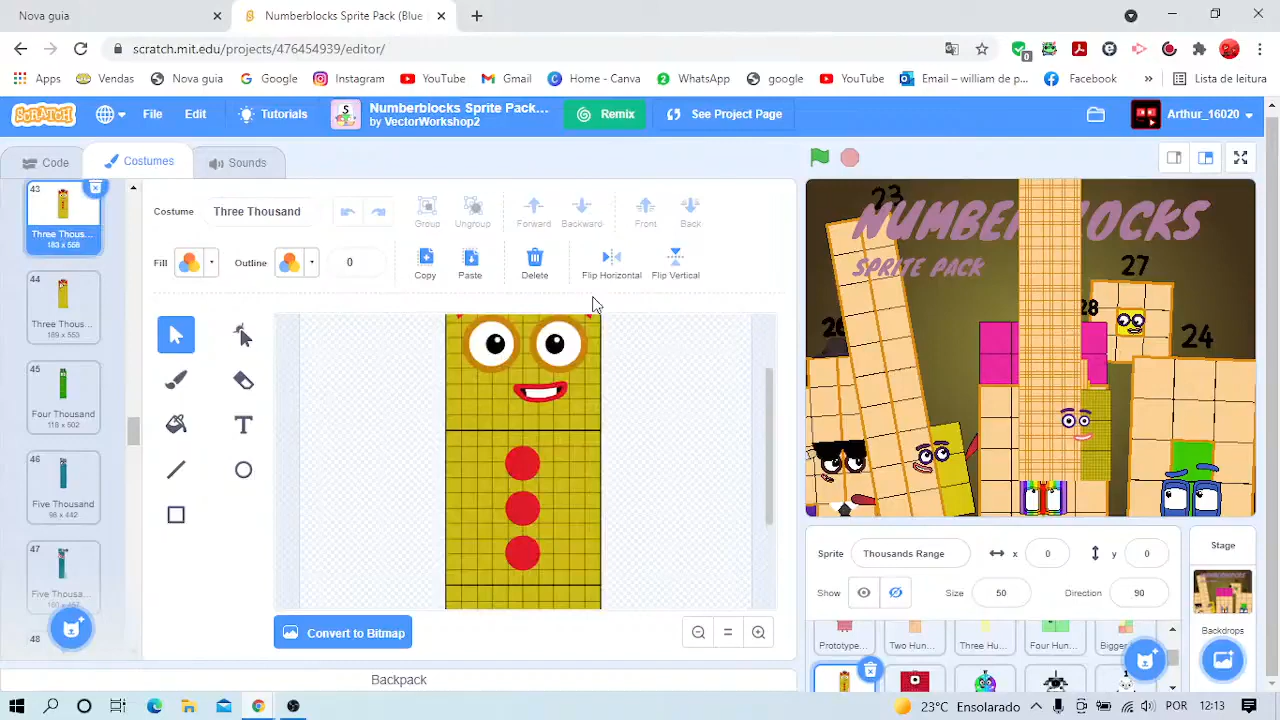 Nova guia
Numberblocks Sprite Pack (Blue
scratch.mit.edu/projects/476454939/editor/
0
Apps
Vendas
Nova guia
Google
Instagram
YouTube
Gmail
Home - Canva
2
WhatsApp
google
YouTube
Email – william de p...
Facebook
»
Lista de leitura
SCRATCH
File
Edit
Tutorials
Numberblocks Sprite Pack...
by VectorWorkshop2
Remix
See Project Page
Arthur_16020
Code
Costumes
Sounds
43
Three Thous...
183 x 558
44
Three Thous...
189 x 553
45
Four Thousand
118 x 502
46
Five Thousand
98 x 442
47
Five Thousa...
48
Costume
Three Thousand
Group
Ungroup
Forward
Backward
Front
Back
Fill
Outline
0
Copy
Paste
Delete
Flip Horizontal
Flip Vertical
Convert to Bitmap
Backpack
23
SPRITE PACK
27
28
24
Sprite
Thousands Range
x
0
y
0
Show
Size
50
Direction
90
Stage
Backdrops
Prototype...
Two Hun...
Three Hu...
Four Hun...
Bigger...
23°C Ensolarado
POR
12:13